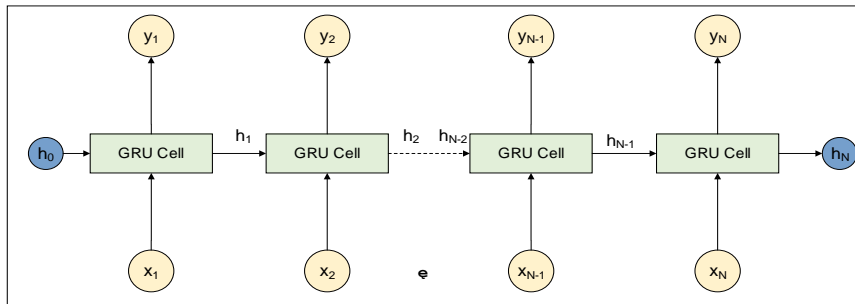 y₁ y₂ yN-1 yN
h₁ h₂ hN-2 hN-1
h₀ GRU Cell GRU Cell GRU Cell GRU Cell hN
x₁ x₂ xN-1 xN